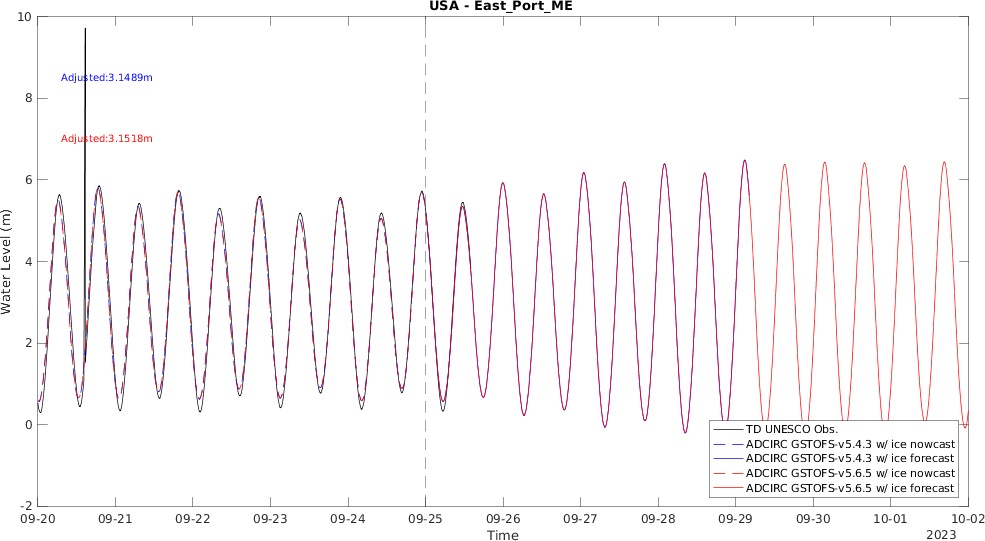 USA - East_Port_ME
10
8
6
4
2
0
-2
Water Level (m)
Adjusted:3.1489m
Adjusted:3.1518m
TD UNESCO Obs.
ADCIRC GSTOFS-v5.4.3 w/ ice nowcast
ADCIRC GSTOFS-v5.4.3 w/ ice forecast
ADCIRC GSTOFS-v5.6.5 w/ ice nowcast
ADCIRC GSTOFS-v5.6.5 w/ ice forecast
09-20 09-21 09-22 09-23 09-24 09-25 09-26 09-27 09-28 09-29 09-30 10-01 10-02
Time
2023